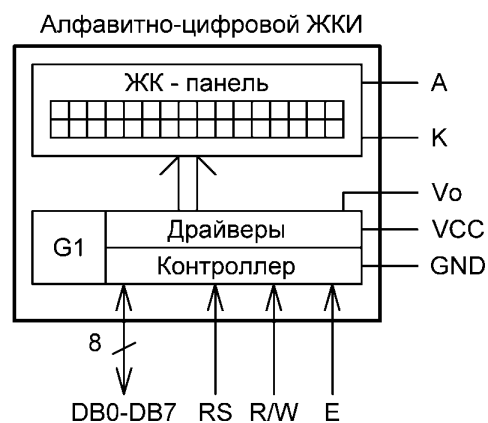 Алфавитно-цифровой ЖКИ
ЖК - панель
A
K
Vo
Драйверы
VCC
G1
Контроллер
GND
8
DB0-DB7 RS R/W E